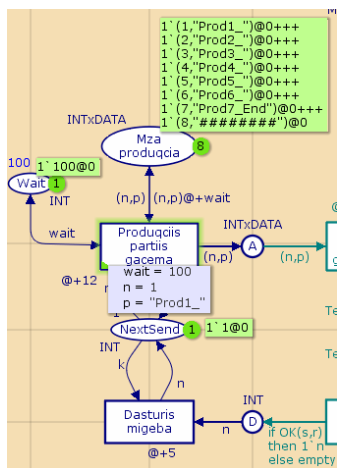 M
1`(1,"Prod1_")@0+++
1`(2,"Prod2_")@0+++
1`(3,"Prod3_")@0+++
1`(4,"Prod4_")@0+++
1`(5,"Prod5_")@0+++
1`(6,"Prod6_")@0+++
1`(7,"Prod7_End")@0+++
1`(8,"########")@0
INTxDATA
Mza
produqcia
8
100
1`100@0
Wait
1
INT
(n,p)
(n,p)@+wait
wait
INTxDATA
Produqciis
partiis
gacema
(n,p)
A
(n,p)
@+12
wait = 100
n = 1
p = "Prod1_"
NextSend
1
1`1@0
INT
k
n
INT
Dasturis
migeba
n
D
if OK(s,r)
then 1`n
else empty
@+5
Te